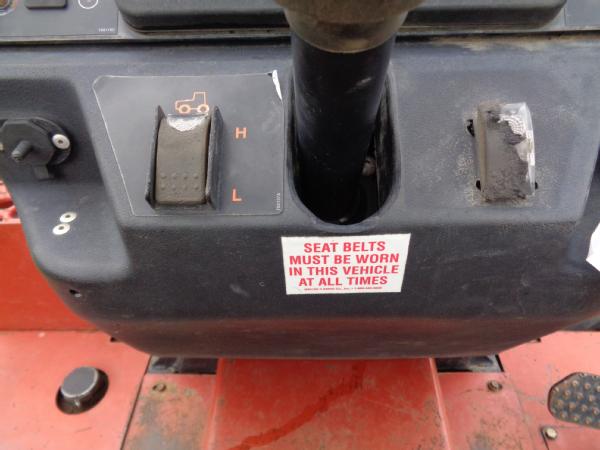 H
L
SEAT BELTS
MUST BE WORN
IN THIS VEHICLE
AT ALL TIMES